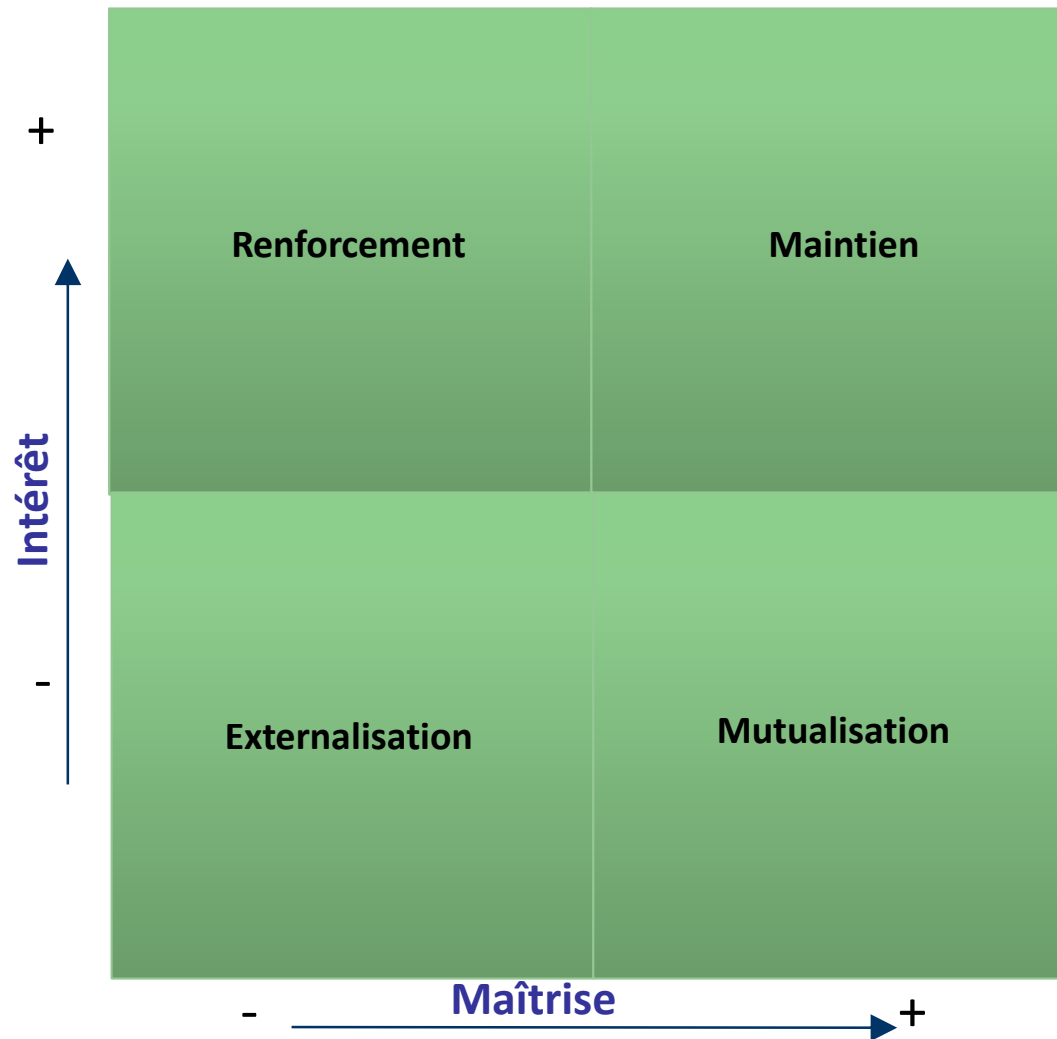 +
Renforcement
Maintien
Intérêt
-
Externalisation
Mutualisation
Maîtrise
-
+